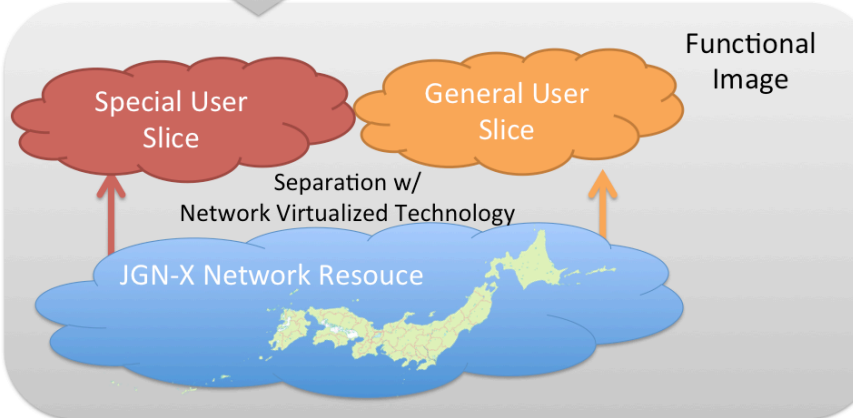 Functional
Image
Special User
Slice
General User
Slice
Separation w/
Network Virtualized Technology
JGN-X Network Resouce